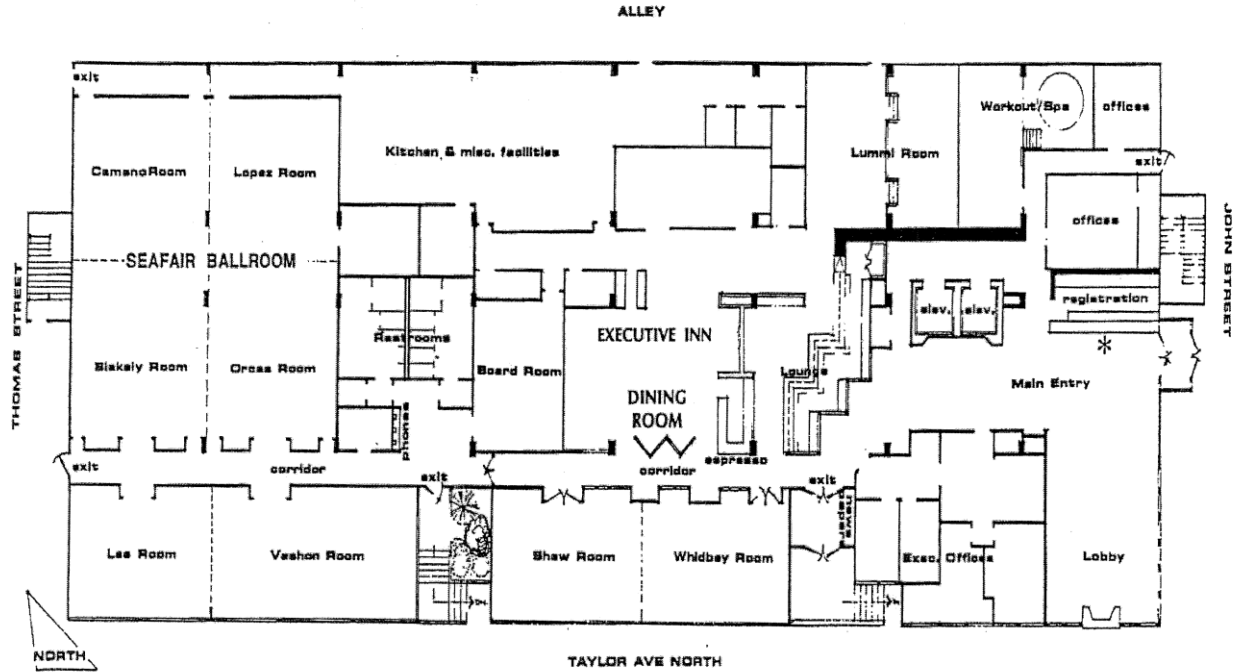 ALLEY
exit
Camano Room
Lopez Room
Kitchen & misc. facilities
Lummi Room
Workout/Spa
offices
exit
offices
SEAFAIR BALLROOM
THOMAS STREET
JOHN STREET
registration
elev.
elev.
Restrooms
EXECUTIVE INN
Blakely Room
Orcas Room
Board Room
Lounge
Main Entry
DINING
ROOM
phones
exit
corridor
exit
corridor
espresso
exit
news
paper
Lee Room
Vashon Room
Shaw Room
Whidbey Room
Exec. Offices
Lobby
NORTH
TAYLOR AVE NORTH